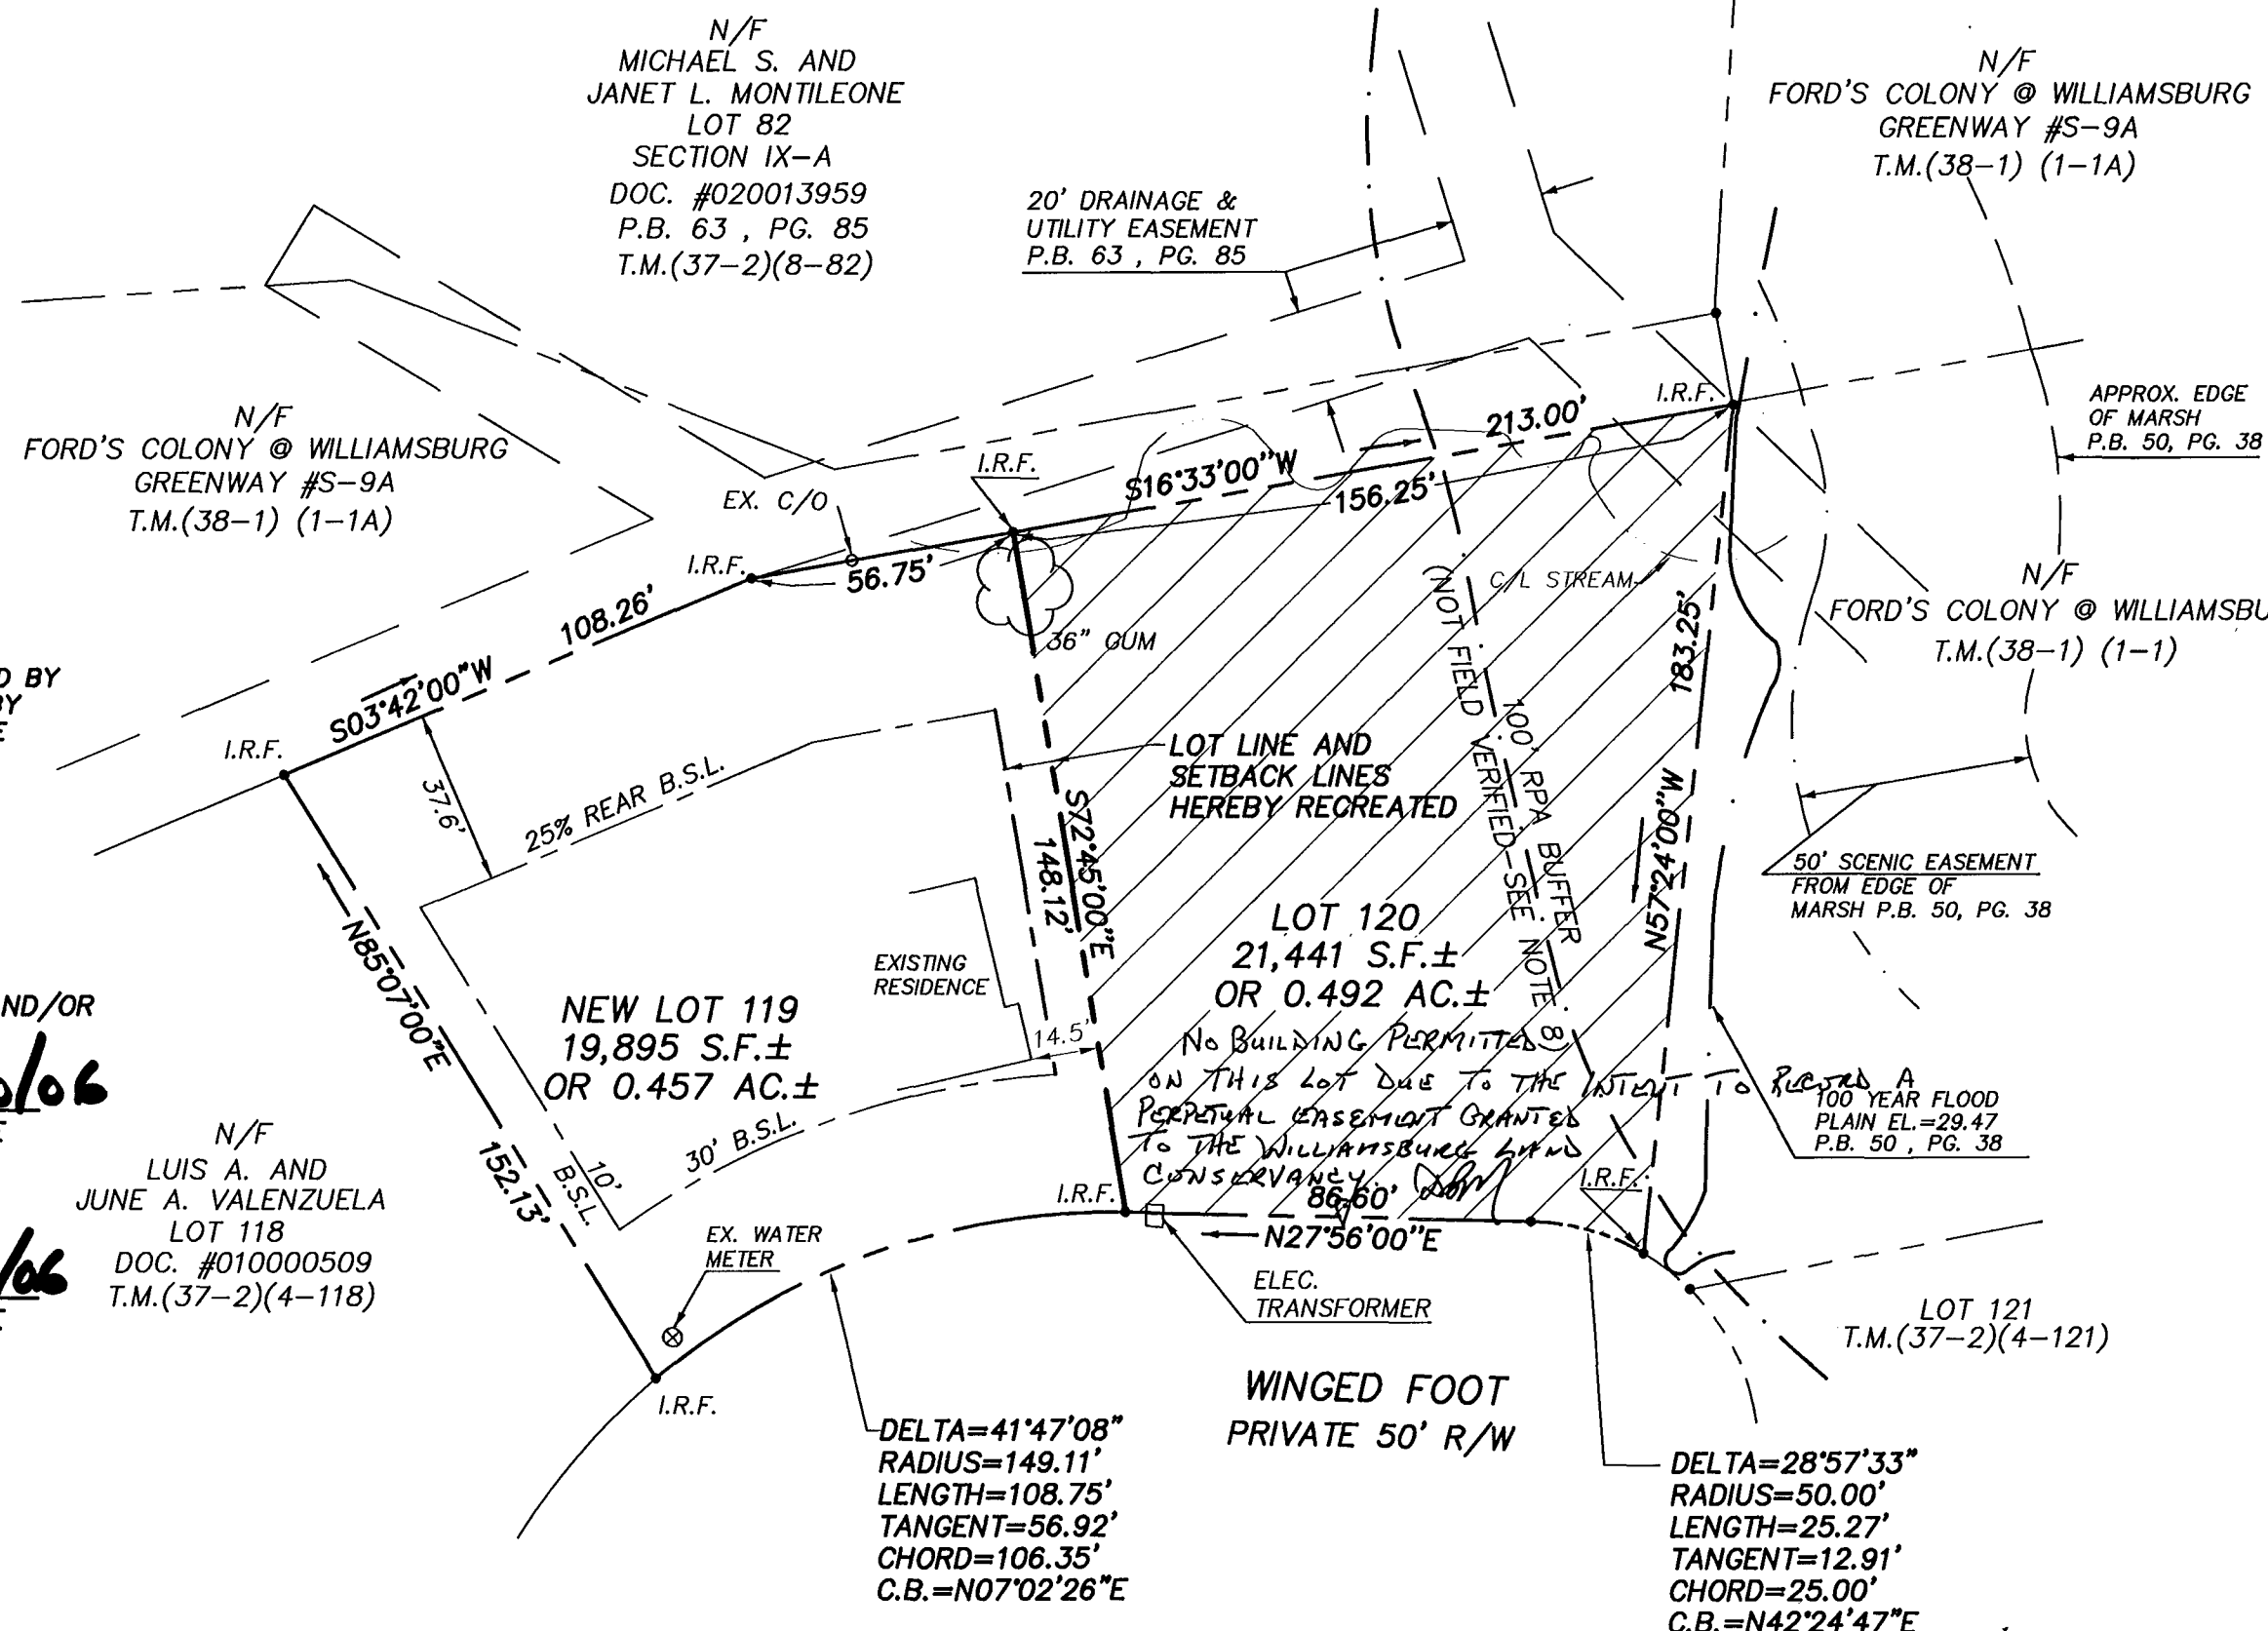 N/F
MICHAEL S. AND
JANET L. MONTILEONE
LOT 82
SECTION IX-A
DOC. #020013959
P.B. 63 , PG. 85
T.M.(37-2)(8-82)
20' DRAINAGE &
UTILITY EASEMENT
P.B. 63 , PG. 85
N/F
FORD'S COLONY @ WILLIAMSBURG
GREENWAY #S-9A
T.M.(38-1) (1-1A)
N/F
FORD'S COLONY @ WILLIAMSBURG
GREENWAY #S-9A
T.M.(38-1) (1-1A)
APPROX. EDGE
OF MARSH
P.B. 50, PG. 38
I.R.F.
213.00'
I.R.F.
S16°33'00"W
156.25'
EX. C/O
I.R.F.
56.75'
108.26'
S03°42'00"W
I.R.F.
36" GUM
C/L STREAM
183.25'
N57°24'00"W
N/F
FORD'S COLONY @ WILLIAMSBU
T.M.(38-1) (1-1)
D BY
BY
E
37.6'
25% REAR B.S.L.
LOT LINE AND
SETBACK LINES
HEREBY RECREATED
S72°45'00"E
148.12'
100' RPA BUFFER
(NOT FIELD VERIFIED-SEE NOTE 8)
50' SCENIC EASEMENT
FROM EDGE OF
MARSH P.B. 50, PG. 38
N85°07'00"E
152.13'
EXISTING
RESIDENCE
NEW LOT 119
19,895 S.F.±
OR 0.457 AC.±
14.5'
LOT 120
21,441 S.F.±
OR 0.492 AC.±
NO BUILDING PERMITTED
ON THIS LOT DUE TO THE INTENT TO RECORD A
PERPETUAL EASEMENT GRANTED
TO THE WILLIAMSBURG LAND
CONSERVANCY.
100 YEAR FLOOD
PLAIN EL.=29.47
P.B. 50 , PG. 38
ND/OR
/06
E
/06
E
N/F
LUIS A. AND
JUNE A. VALENZUELA
LOT 118
DOC. #010000509
T.M.(37-2)(4-118)
10'
B.S.L.
30' B.S.L.
I.R.F.
86.60'
N27°56'00"E
I.R.F.
EX. WATER
METER
ELEC.
TRANSFORMER
I.R.F.
LOT 121
T.M.(37-2)(4-121)
WINGED FOOT
PRIVATE 50' R/W
DELTA=41°47'08"
RADIUS=149.11'
LENGTH=108.75'
TANGENT=56.92'
CHORD=106.35'
C.B.=N07°02'26"E
DELTA=28°57'33"
RADIUS=50.00'
LENGTH=25.27'
TANGENT=12.91'
CHORD=25.00'
C.B.=N42°24'47"E